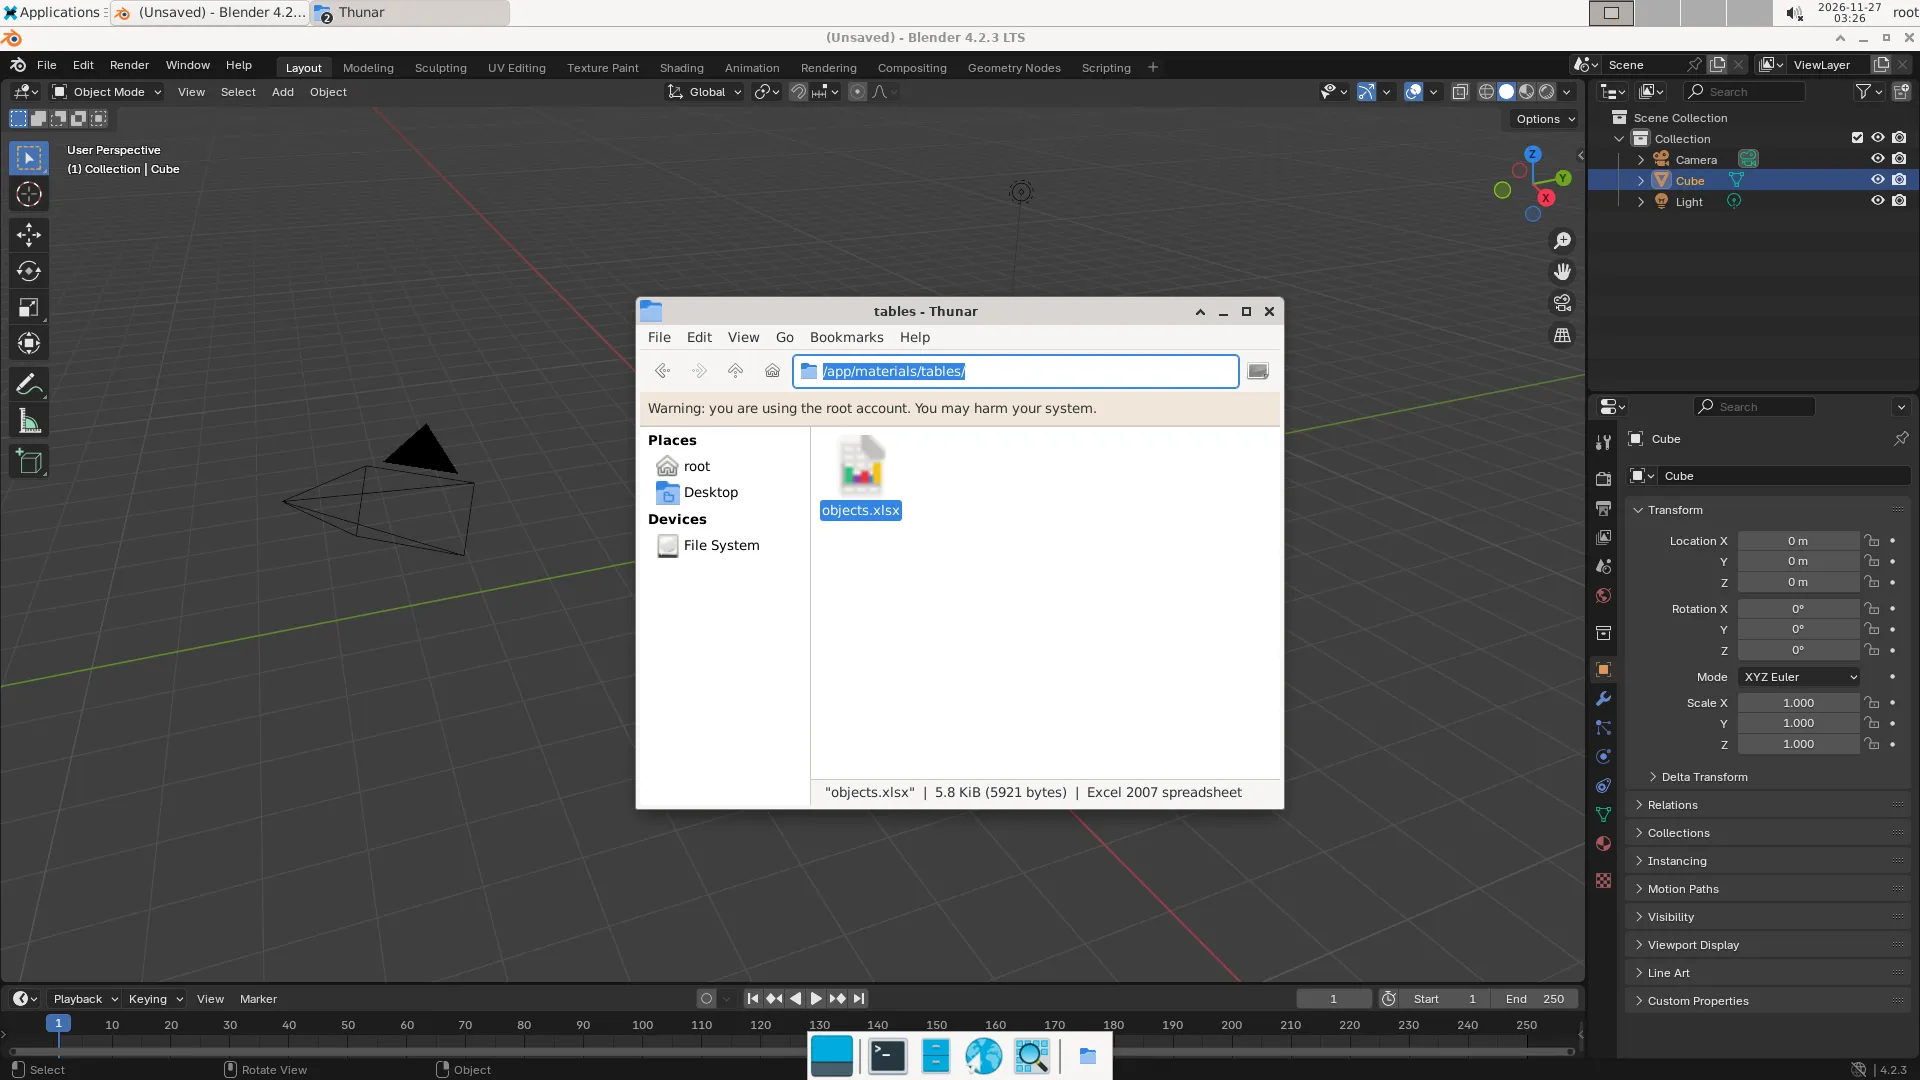 Applications
(Unsaved) - Blender 4.2...
2
Thunar
2026-11-27
03:26
root
(Unsaved) - Blender 4.2.3 LTS
File Edit Render Window Help
Layout Modeling Sculpting UV Editing Texture Paint Shading Animation Rendering Compositing Geometry Nodes Scripting
Scene
ViewLayer
Object Mode View Select Add Object
Global
Search
Options
User Perspective
(1) Collection | Cube
Z
Y
X
Scene Collection
Collection
Camera
Cube
Light
tables - Thunar
File Edit View Go Bookmarks Help
/app/materials/tables/
Warning: you are using the root account. You may harm your system.
Places
root
Desktop
Devices
File System
objects.xlsx
"objects.xlsx" | 5.8 KiB (5921 bytes) | Excel 2007 spreadsheet
Search
Cube
Cube
Transform
Location X 0 m
Y 0 m
Z 0 m
Rotation X 0°
Y 0°
Z 0°
Mode XYZ Euler
Scale X 1.000
Y 1.000
Z 1.000
Delta Transform
Relations
Collections
Instancing
Motion Paths
Visibility
Viewport Display
Line Art
Custom Properties
Playback Keying View Marker
1
Start 1
End 250
1 10 20 30 40 50 60 70 80 90 100 110 120 130 140 150 160 170 180 190 200 210 220 230 240 250
Select
Rotate View
Object
4.2.3